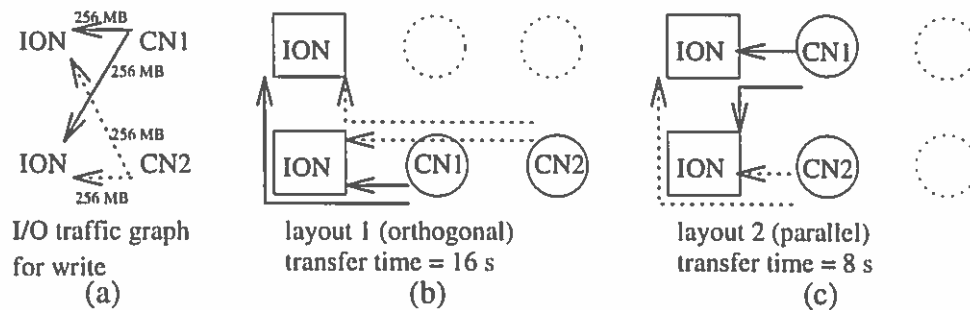 256 MB
ION
CN1
256 MB
256 MB
ION
CN2
256 MB
I/O traffic graph
for write
(a)
ION
ION
CN1
CN2
layout 1 (orthogonal)
transfer time = 16 s
(b)
ION
CN1
ION
CN2
layout 2 (parallel)
transfer time = 8 s
(c)